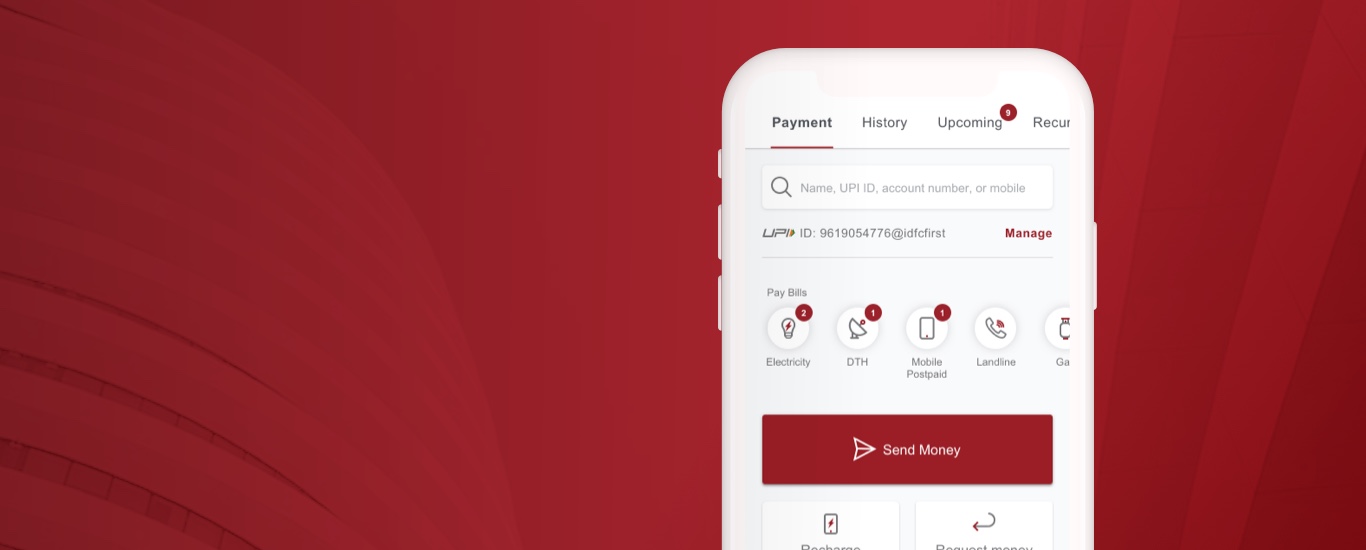 Payment History Upcoming 9 Recur
Name, UPI ID, account number, or mobile
UPI ID: 9619054776@idfcfirst Manage
Pay Bills
2 1 1
Electricity DTH Mobile Postpaid Landline Ga
Send Money
Recharge Request money